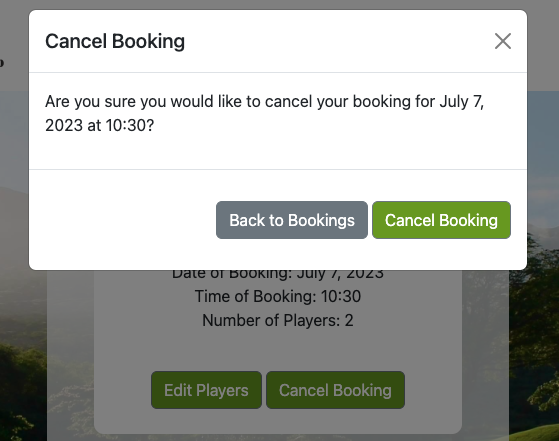 Cancel Booking
Are you sure you would like to cancel your booking for July 7,
2023 at 10:30?
Back to Bookings Cancel Booking
Date of Booking: July 7, 2023
Time of Booking: 10:30
Number of Players: 2
Edit Players Cancel Booking